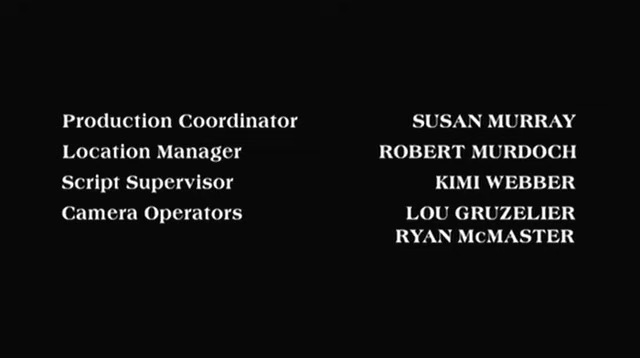 Production Coordinator SUSAN MURRAY
Location Manager ROBERT MURDOCH
Script Supervisor KIMI WEBBER
Camera Operators LOU GRUZELIER
RYAN McMASTER